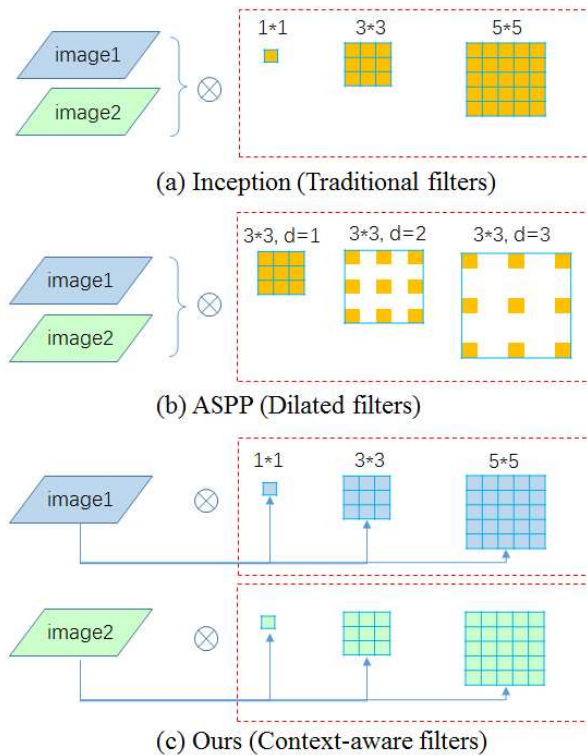 1*1 3*3 5*5
image1
image2
(a) Inception (Traditional filters)
3*3, d=1 3*3, d=2 3*3, d=3
image1
image2
(b) ASPP (Dilated filters)
1*1 3*3 5*5
image1
image2
(c) Ours (Context-aware filters)